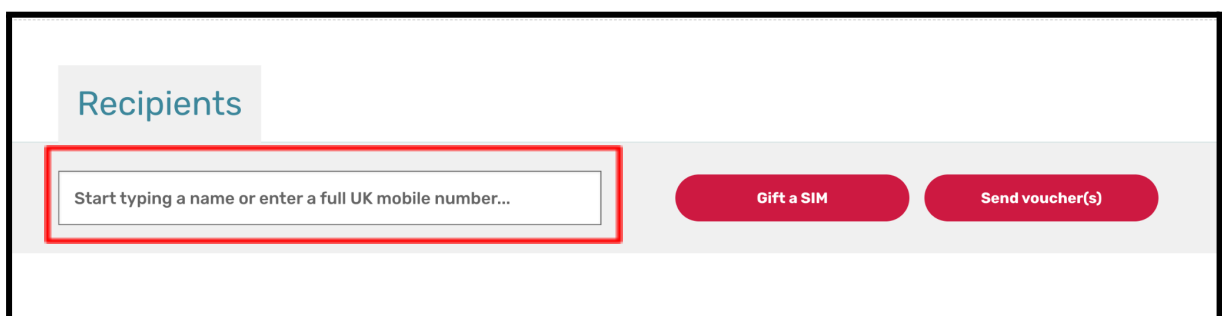 Recipients
Start typing a name or enter a full UK mobile number...
Gift a SIM
Send voucher(s)